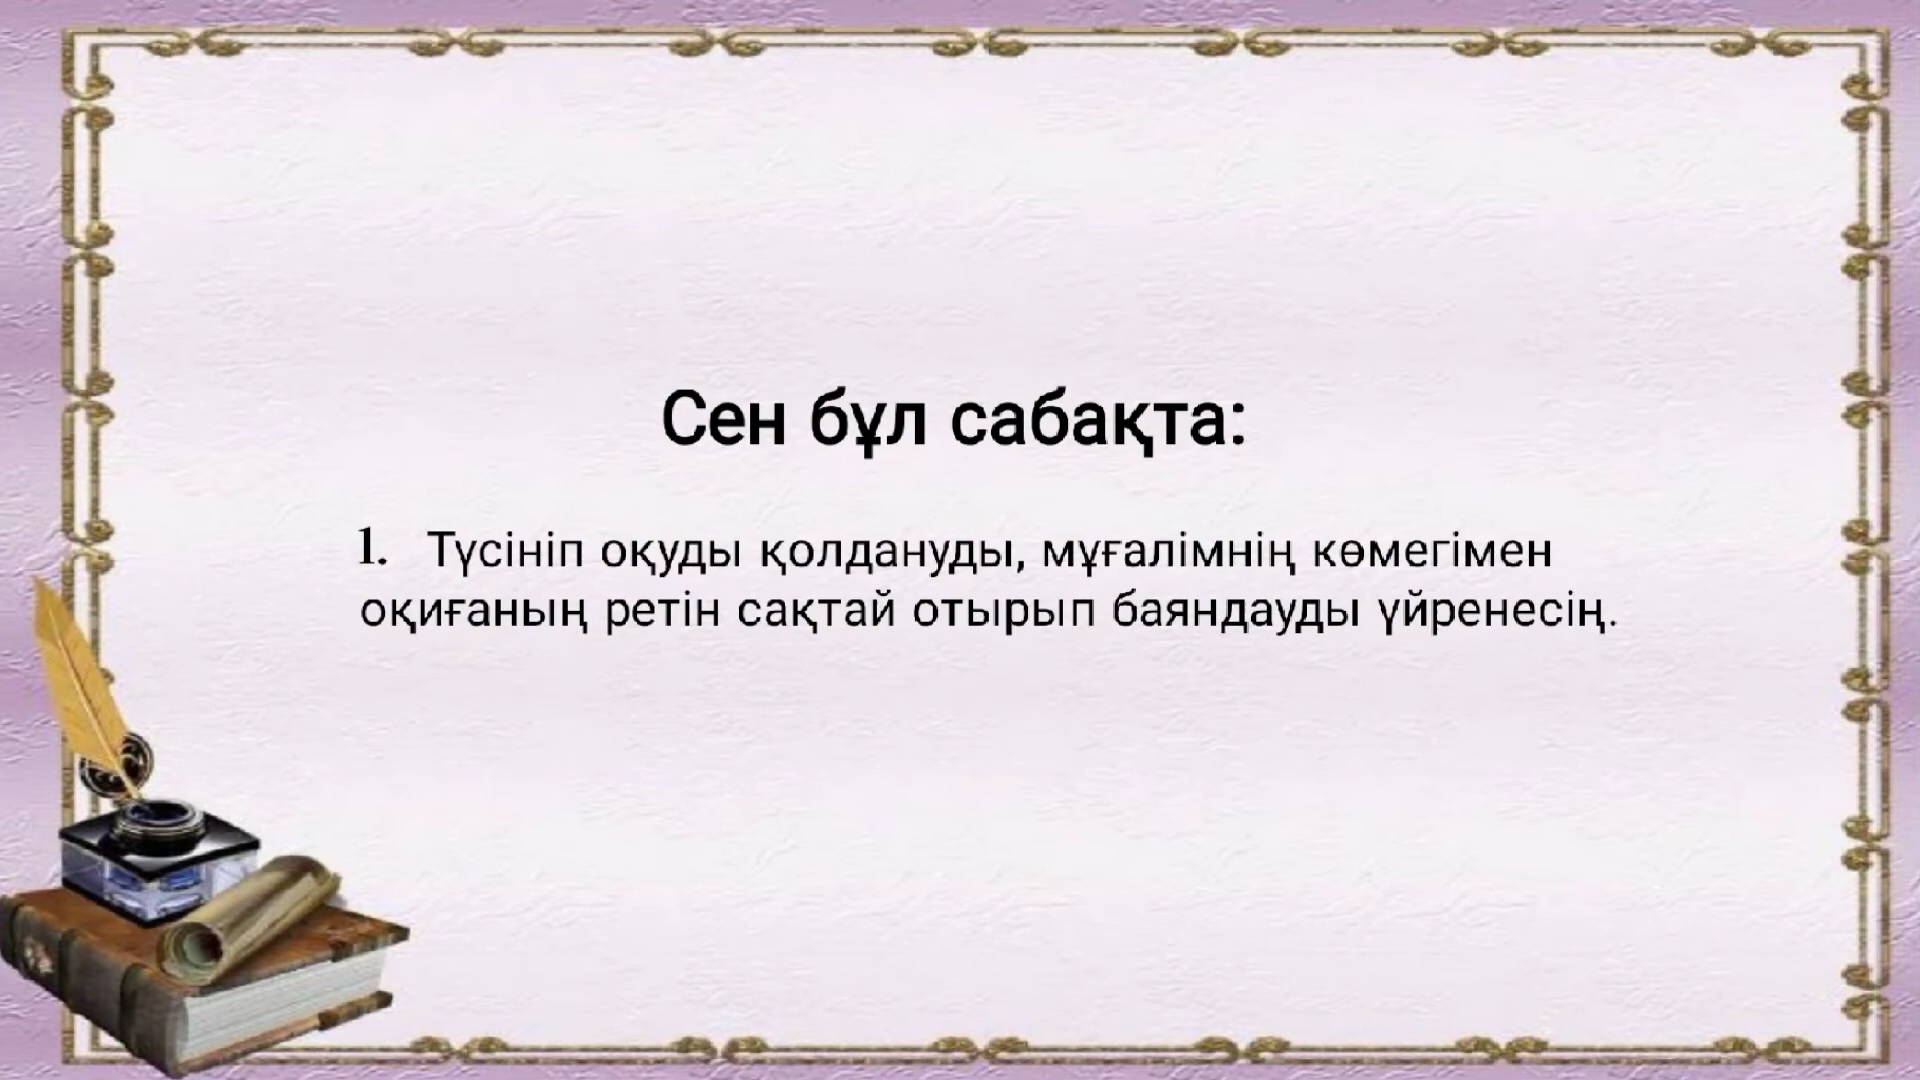 Сен бұл сабақта:
1. Түсініп оқуды қолдануды, мұғалімнің көмегімен
оқиғаның ретін сақтай отырып баяндауды үйренесің.